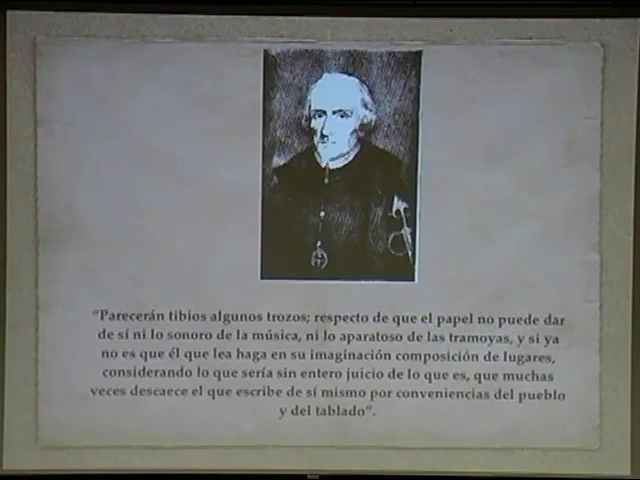 "Parecerán tibios algunos trozos; respecto de que el papel no puede dar
de sí ni lo sonoro de la música, ni lo aparatoso de las tramoyas, y si ya
no es que él que lea haga en su imaginación composición de lugares,
considerando lo que sería sin entero juicio de lo que es, que muchas
veces descaece el que escribe de sí mismo por conveniencias del pueblo
y del tablado".